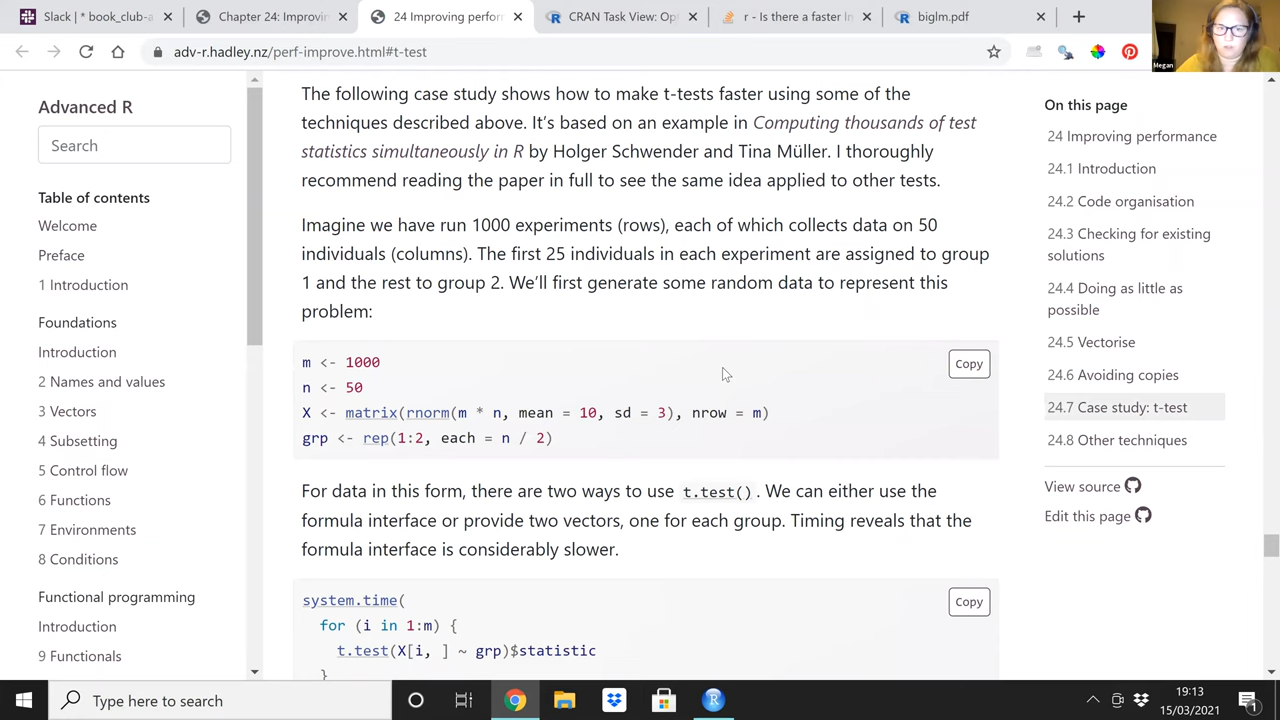 Slack | * book_club-a
Chapter 24: Improvin
24 Improving perfor
CRAN Task View: Opt
r - Is there a faster l
biglm.pdf
adv-r.hadley.nz/perf-improve.html#t-test
Megan
Advanced R
Search
Table of contents
Welcome
Preface
1 Introduction
Foundations
Introduction
2 Names and values
3 Vectors
4 Subsetting
5 Control flow
6 Functions
7 Environments
8 Conditions
Functional programming
Introduction
9 Functionals
The following case study shows how to make t-tests faster using some of the
techniques described above. It’s based on an example in Computing thousands of test
statistics simultaneously in R by Holger Schwender and Tina Müller. I thoroughly
recommend reading the paper in full to see the same idea applied to other tests.
Imagine we have run 1000 experiments (rows), each of which collects data on 50
individuals (columns). The first 25 individuals in each experiment are assigned to group
1 and the rest to group 2. We’ll first generate some random data to represent this
problem:
m <- 1000
n <- 50
X <- matrix(rnorm(m * n, mean = 10, sd = 3), nrow = m)
grp <- rep(1:2, each = n / 2)
Copy
For data in this form, there are two ways to use t.test(). We can either use the
formula interface or provide two vectors, one for each group. Timing reveals that the
formula interface is considerably slower.
system.time(
for (i in 1:m) {
t.test(X[i, ] ~ grp)$statistic
}
Copy
On this page
24 Improving performance
24.1 Introduction
24.2 Code organisation
24.3 Checking for existing
solutions
24.4 Doing as little as
possible
24.5 Vectorise
24.6 Avoiding copies
24.7 Case study: t-test
24.8 Other techniques
View source
Edit this page
Type here to search
19:13
15/03/2021
1